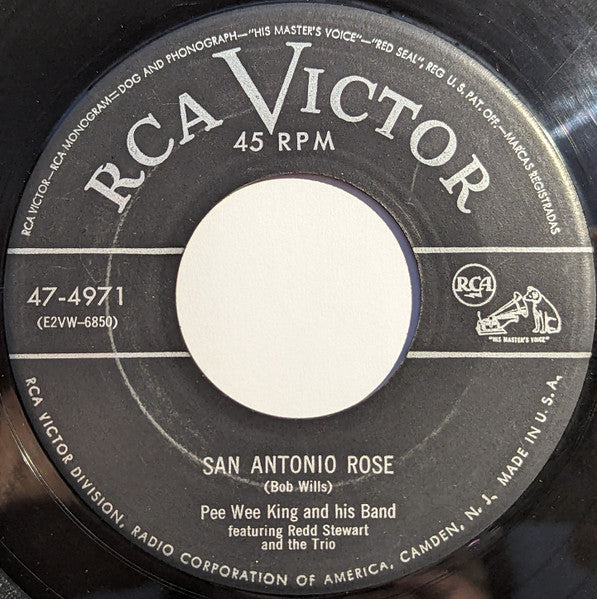 RCA VICTOR—RCA MONOGRAM—DOG AND PHONOGRAPH—"HIS MASTER'S VOICE"—"RED SEAL", REG U.S. PAT. OFF.—MARCAS REGISTRADAS
RCA VICTOR
45 RPM
47-4971
(E2VW-6850)
RCA
"HIS MASTER'S VOICE"
SAN ANTONIO ROSE
(Bob Wills)
Pee Wee King and his Band
featuring Redd Stewart
and the Trio
RCA VICTOR DIVISION, RADIO CORPORATION OF AMERICA, CAMDEN, N. J. MADE IN U.S.A.